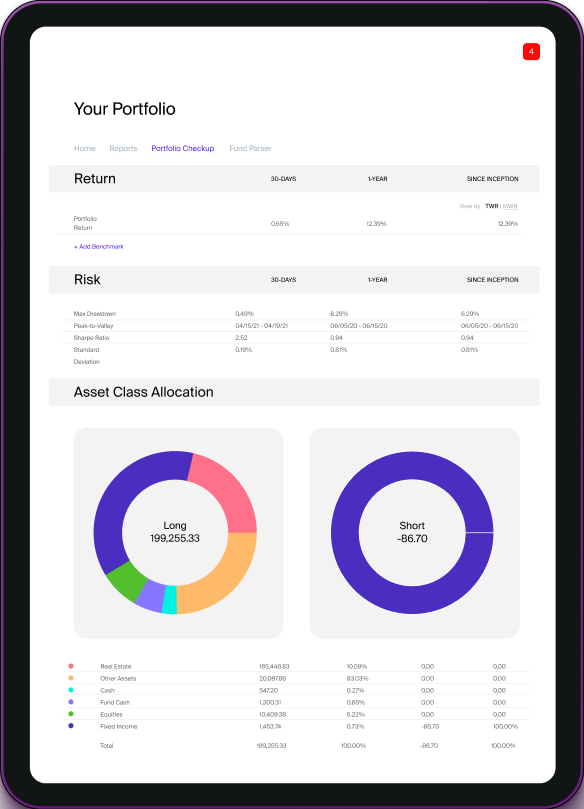 4
Your Portfolio
Home Reports Portfolio Checkup Fund Parser
Return 30-DAYS 1-YEAR SINCE INCEPTION
View by TWR | MWR
Portfolio
Return 0.65% 12.39% 12.39%
+ Add Benchmark
Risk 30-DAYS 1-YEAR SINCE INCEPTION
Max Drawdown 0.49% 6.29% 6.29%
Peak-to-Valley 04/15/21 - 04/19/21 06/05/20 - 06/15/20 06/05/20 - 06/15/20
Sharpe Ratio 2.52 0.94 0.94
Standard 0.19% 0.81% 0.81%
Deviation
Asset Class Allocation
Long
199,255.33
Short
-86.70
Real Estate 165,446.83 10.09% 0.00 0.00
Other Assets 20,097.86 83.03% 0.00 0.00
Cash 547.20 0.27% 0.00 0.00
Fund Cash 1,300.31 0.65% 0.00 0.00
Equities 10,409.38 5.22% 0.00 0.00
Fixed Income 1,453.74 0.73% -86.70 100.00%
Total 199,255.33 100.00% -86.70 100.00%